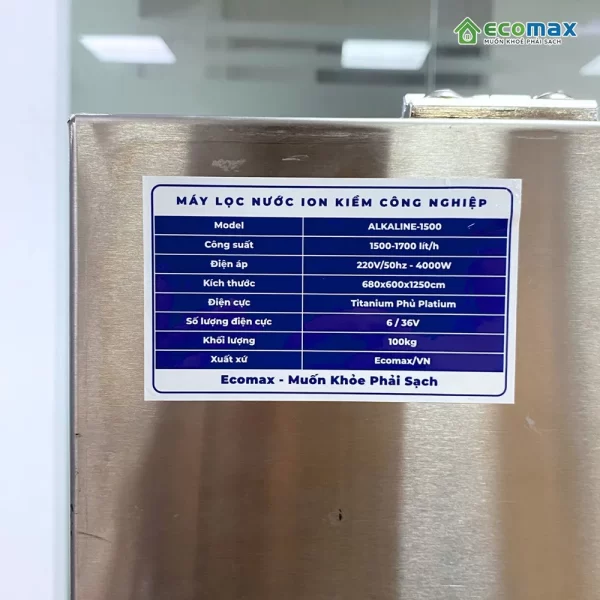 ecomax
MUỐN KHỎE PHẢI SẠCH
MÁY LỌC NƯỚC ION KIỀM CÔNG NGHIỆP
Model ALKALINE-1500
Công suất 1500-1700 lít/h
Điện áp 220V/50hz - 4000W
Kích thước 680x600x1250cm
Điện cực Titanium Phủ Platium
Số lượng điện cực 6 / 36V
Khối lượng 100kg
Xuất xứ Ecomax/VN
Ecomax - Muốn Khỏe Phải Sạch